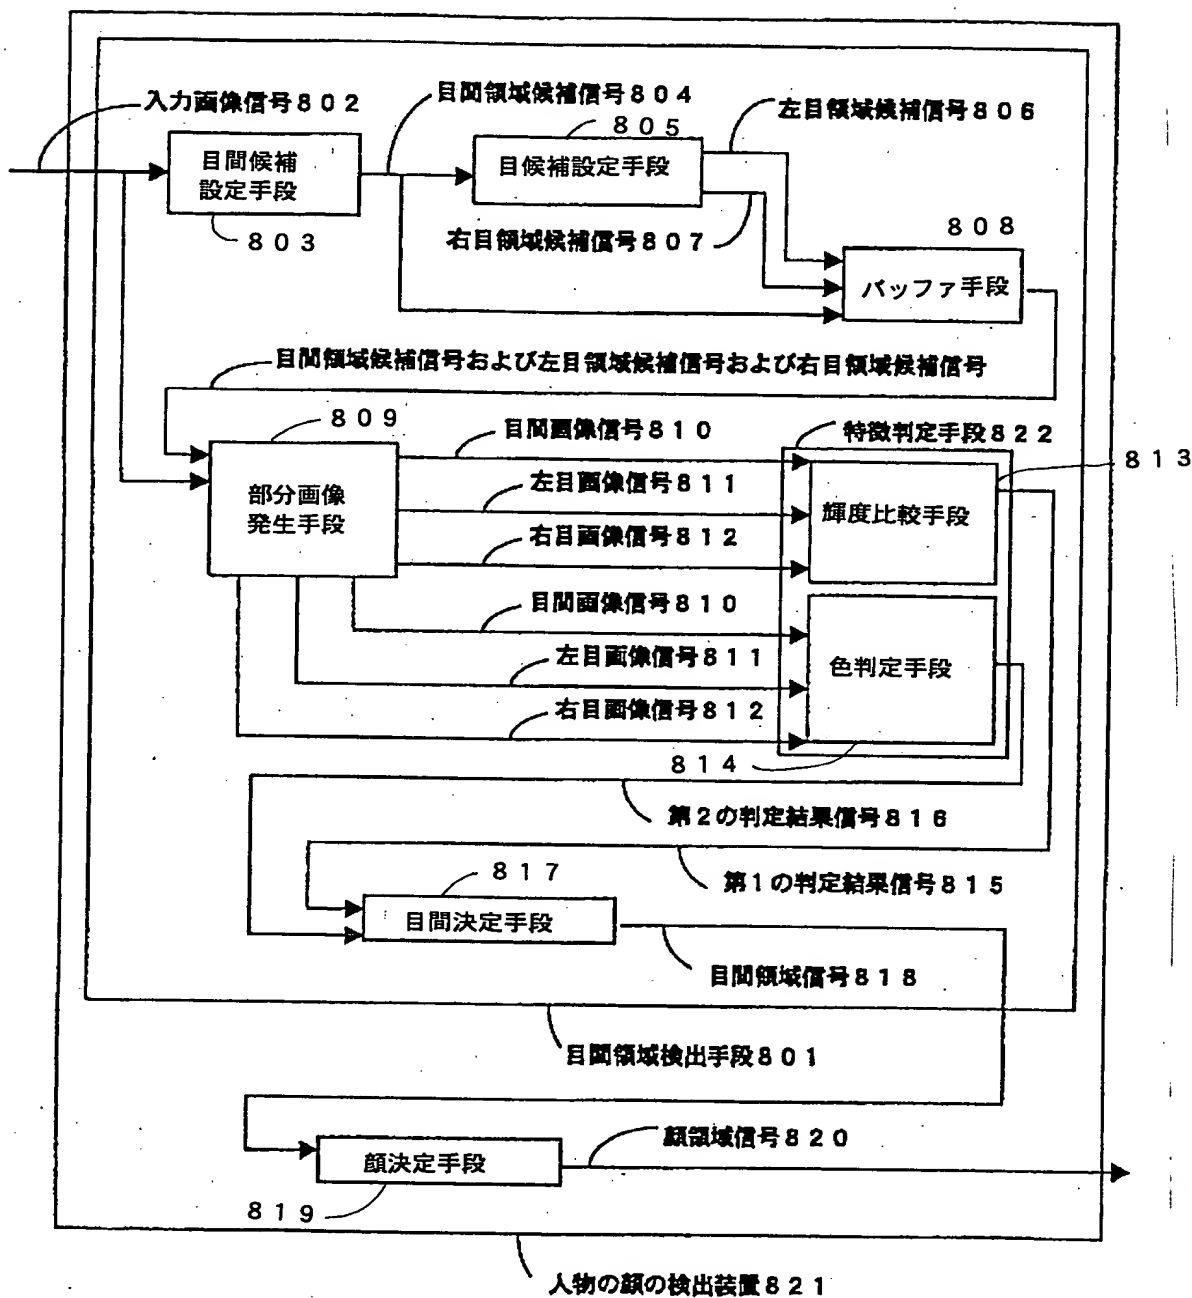 入力画像信号802
目間領域候補信号804
左目領域候補信号806
805
目間候補
設定手段
目候補設定手段
803
右目領域候補信号807
808
バッファ手段
目間領域候補信号および左目領域候補信号および右目領域候補信号
809
目間画像信号810
特徴判定手段822
813
左目画像信号811
部分画像
発生手段
輝度比較手段
右目画像信号812
目間画像信号810
左目画像信号811
色判定手段
右目画像信号812
814
第2の判定結果信号816
817
第1の判定結果信号815
目間決定手段
目間領域信号818
目間領域検出手段801
顔領域信号820
顔決定手段
819
人物の顔の検出装置821